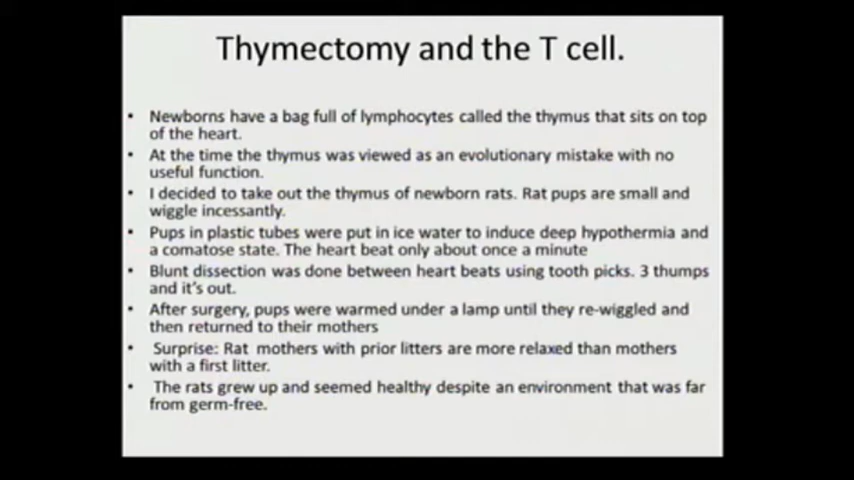 Thymectomy and the T cell.
• Newborns have a bag full of lymphocytes called the thymus that sits on top
of the heart.
• At the time the thymus was viewed as an evolutionary mistake with no
useful function.
• I decided to take out the thymus of newborn rats. Rat pups are small and
wiggle incessantly.
• Pups in plastic tubes were put in ice water to induce deep hypothermia and
a comatose state. The heart beat only about once a minute
• Blunt dissection was done between heart beats using tooth picks. 3 thumps
and it's out.
• After surgery, pups were warmed under a lamp until they re-wiggled and
then returned to their mothers
• Surprise: Rat mothers with prior litters are more relaxed than mothers
with a first litter.
• The rats grew up and seemed healthy despite an environment that was far
from germ-free.